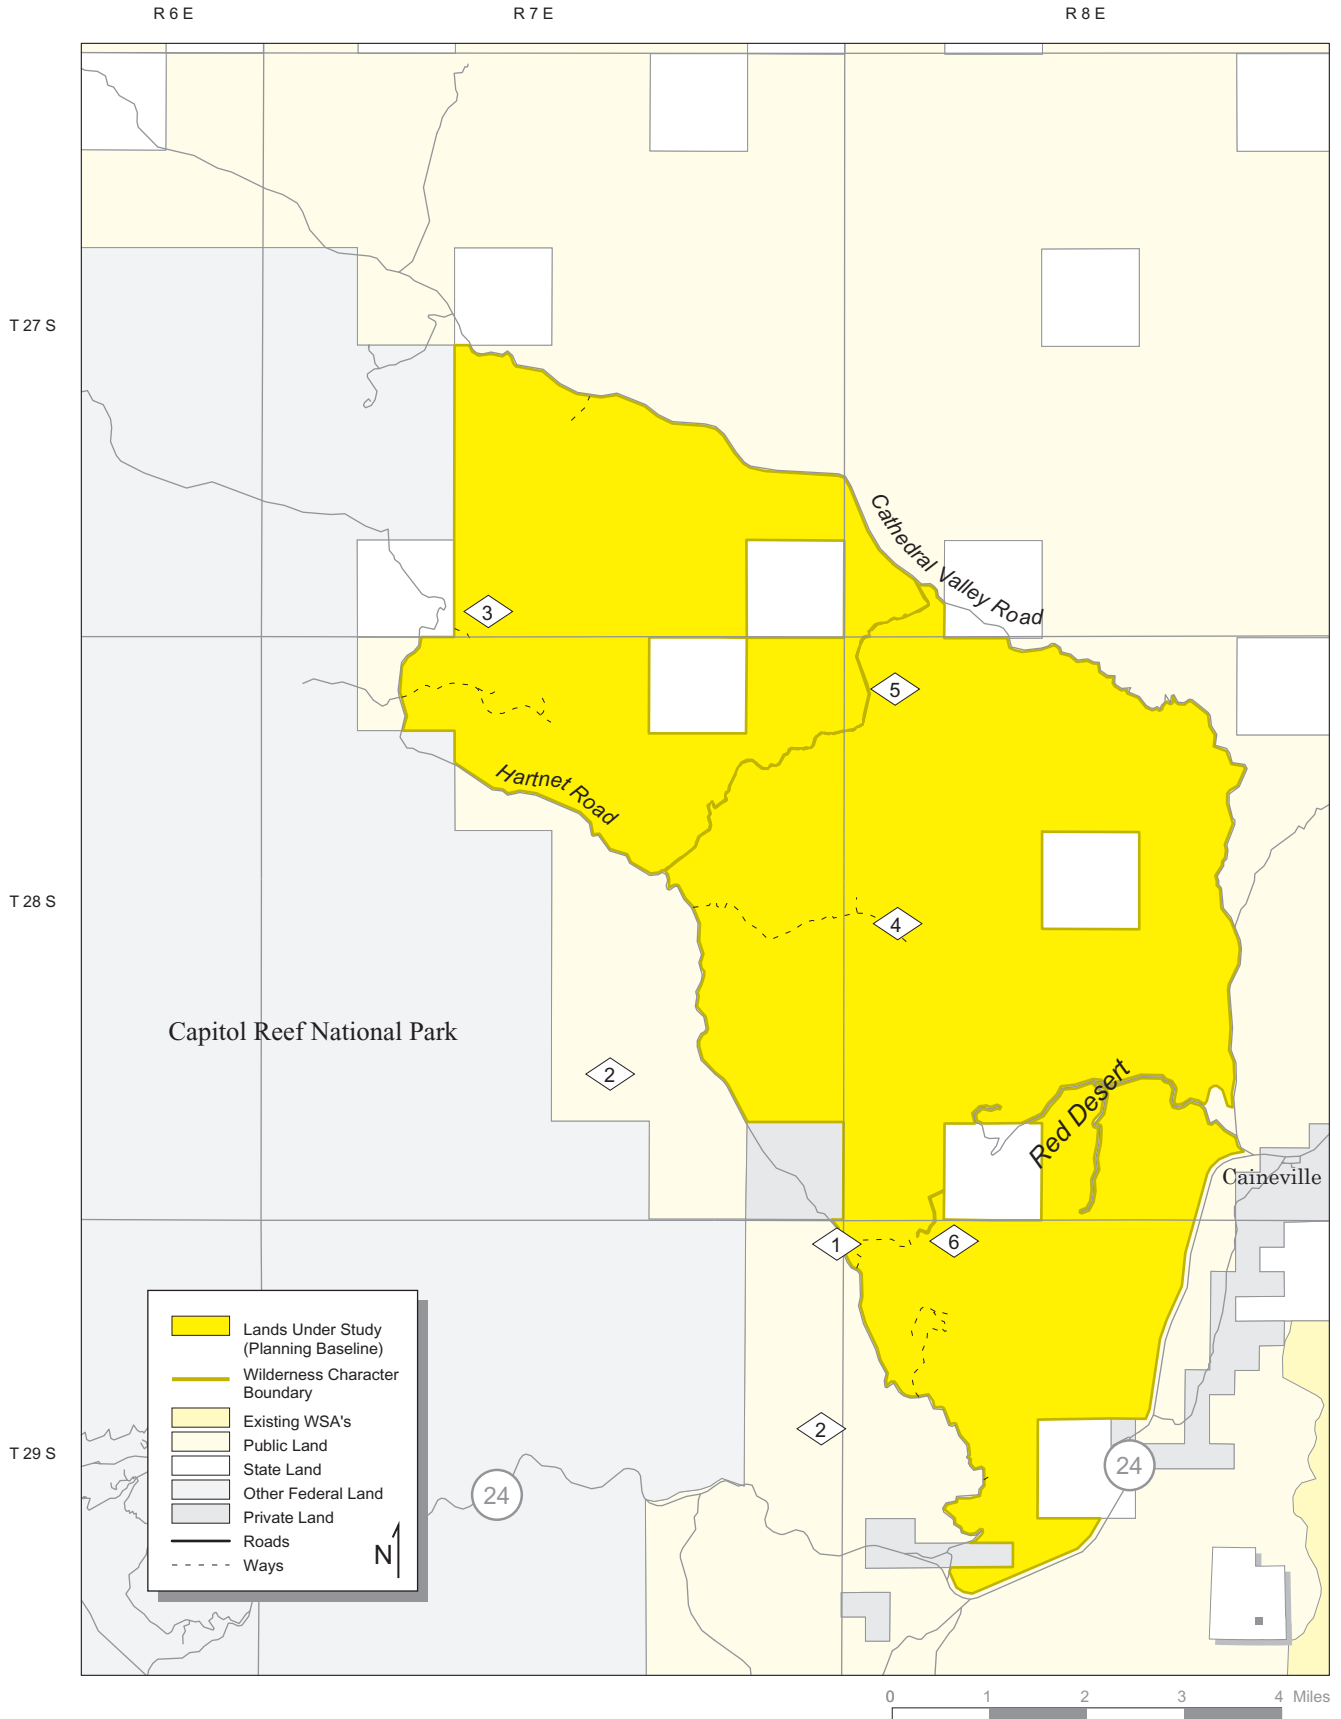 R 6 E
R 7 E
R 8 E
T 27 S
Cathedral Valley Road
3
5
Hartnet Road
T 28 S
4
Capitol Reef National Park
2
Red Desert
Caineville
1
6
Lands Under Study
(Planning Baseline)
Wilderness Character
Boundary
Existing WSA's
Public Land
State Land
Other Federal Land
Private Land
Roads
Ways
N
2
T 29 S
24
24
0 1 2 3 4 Miles